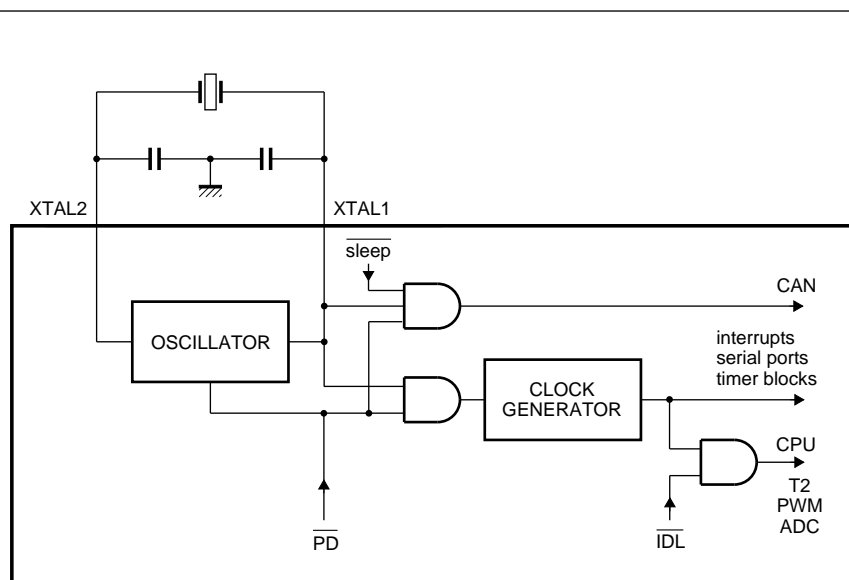 XTAL2
XTAL1
sleep
CAN
OSCILLATOR
interrupts
serial ports
timer blocks
CLOCK
GENERATOR
CPU
T2
PWM
ADC
PD
IDL